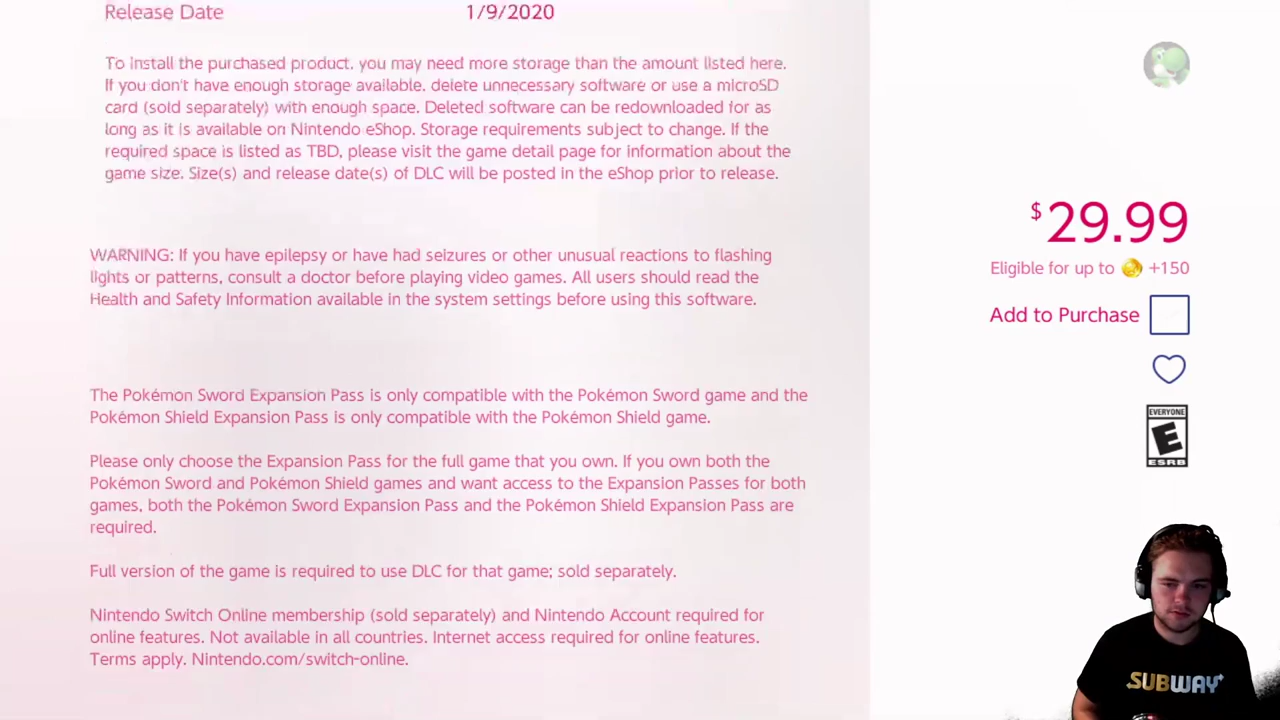 Release Date 1/9/2020
To install the purchased product, you may need more storage than the amount listed here.
If you don't have enough storage available, delete unnecessary software or use a microSD
card (sold separately) with enough space. Deleted software can be redownloaded for as
long as it is available on Nintendo eShop. Storage requirements subject to change. If the
required space is listed as TBD, please visit the game detail page for information about the
game size. Size(s) and release date(s) of DLC will be posted in the eShop prior to release.
WARNING: If you have epilepsy or have had seizures or other unusual reactions to flashing
lights or patterns, consult a doctor before playing video games. All users should read the
Health and Safety Information available in the system settings before using this software.
The Pokémon Sword Expansion Pass is only compatible with the Pokémon Sword game and the
Pokémon Shield Expansion Pass is only compatible with the Pokémon Shield game.
Please only choose the Expansion Pass for the full game that you own. If you own both the
Pokémon Sword and Pokémon Shield games and want access to the Expansion Passes for both
games, both the Pokémon Sword Expansion Pass and the Pokémon Shield Expansion Pass are
required.
Full version of the game is required to use DLC for that game; sold separately.
Nintendo Switch Online membership (sold separately) and Nintendo Account required for
online features. Not available in all countries. Internet access required for online features.
Terms apply. Nintendo.com/switch-online.
$29.99
Eligible for up to +150
Add to Purchase
EVERYONE
E
ESRB
SUBWAY